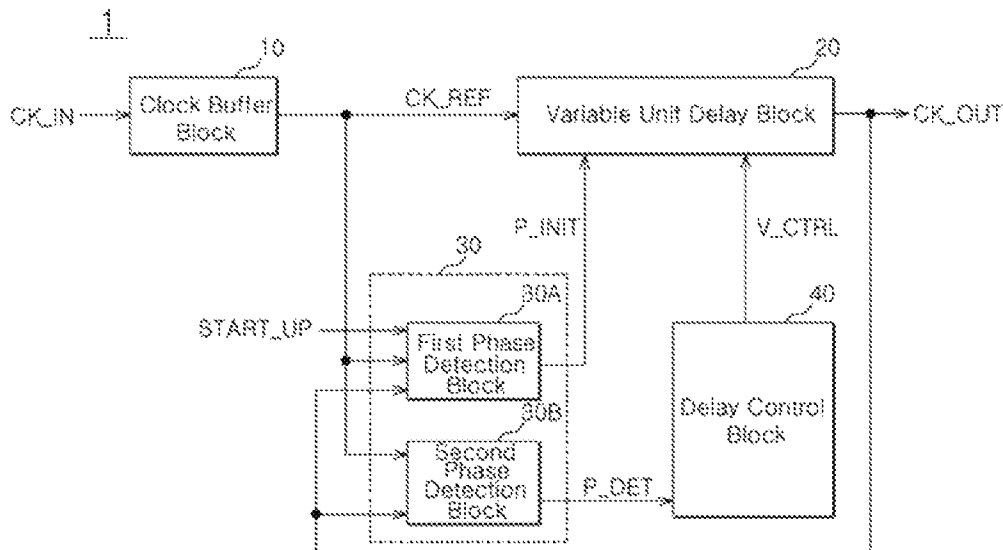 1
10
20
CK_IN
Clock Buffer
Block
CK_REF
Variable Unit Delay Block
CK_OUT
P_INIT
V_CTRL
30
30A
40
START_UP
First Phase
Detection
Block
Delay Control
Block
30B
Second
Phase
Detection
Block
P_DET